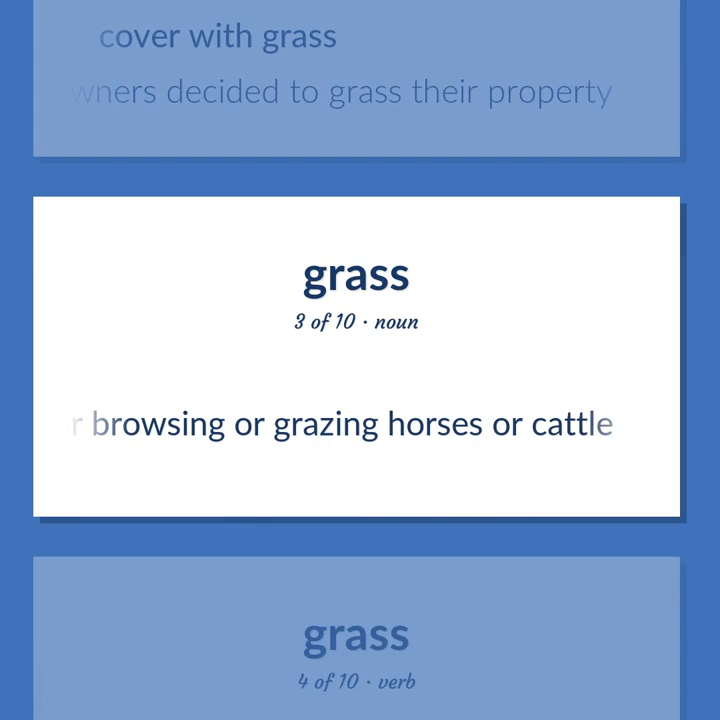 cover with grass
wners decided to grass their property
grass
3 of 10 · noun
r browsing or grazing horses or cattle
grass
4 of 10 · verb